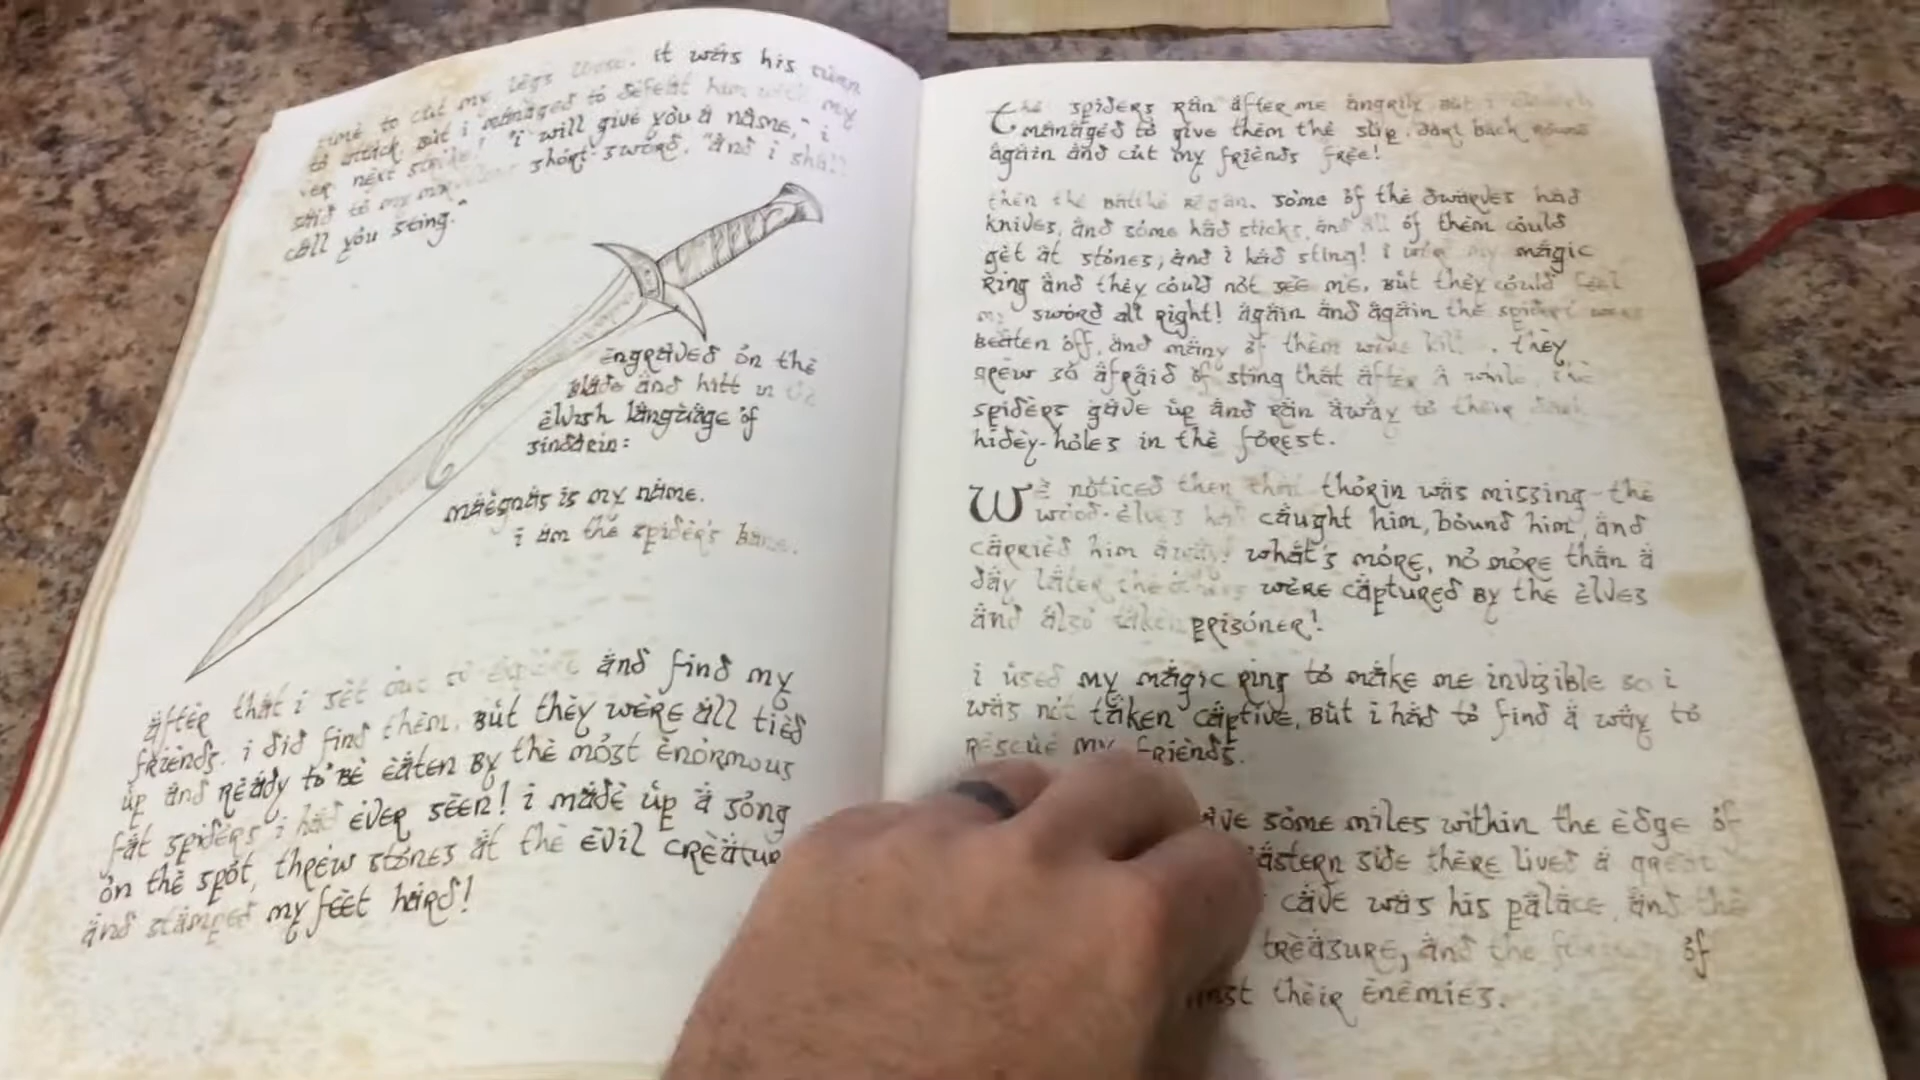 time to cut my legs loose. it was his turn
to attack but i managed to defeat him with my
very next strike! "i will give you a name," i
said to my marvelous short-sword. "and i shall
call you sting."
engraved on the
blade and hilt in the
elvish language of
sindarin:
maegnas is my name.
i am the spider's bane.
after that i set out to explore and find my
friends. i did find them. but they were all tied
up and ready to be eaten by the most enormous
fat spiders i had ever seen! i made up a song
on the spot, threw stones at the evil creatures
and stamped my feet hard!
the spiders ran after me angrily but i
managed to give them the slip, dart back round
again and cut my friends free!
then the battle began. some of the dwarves had
knives, and some had sticks, and all of them could
get at stones, and i had sting! i my magic
ring and they could not see me. but they could feel
my sword all right! again and again the spiders were
beaten off, and many of them were killed. they
grew so afraid of sting that after a while, the
spiders gave up and ran away to their dark
hidey-holes in the forest.
we noticed then that thorin was missing - the
wood-elves had caught him, bound him, and
carried him away! what's more, no more than a
day later the others were captured by the elves
and also taken prisoner!
i used my magic ring to make me invisible so i
was not taken captive, but i had to find a way to
rescue my friends.
cave some miles within the edge of
eastern side there lived a great
cave was his palace, and the
treasure, and the fortress of
against their enemies.